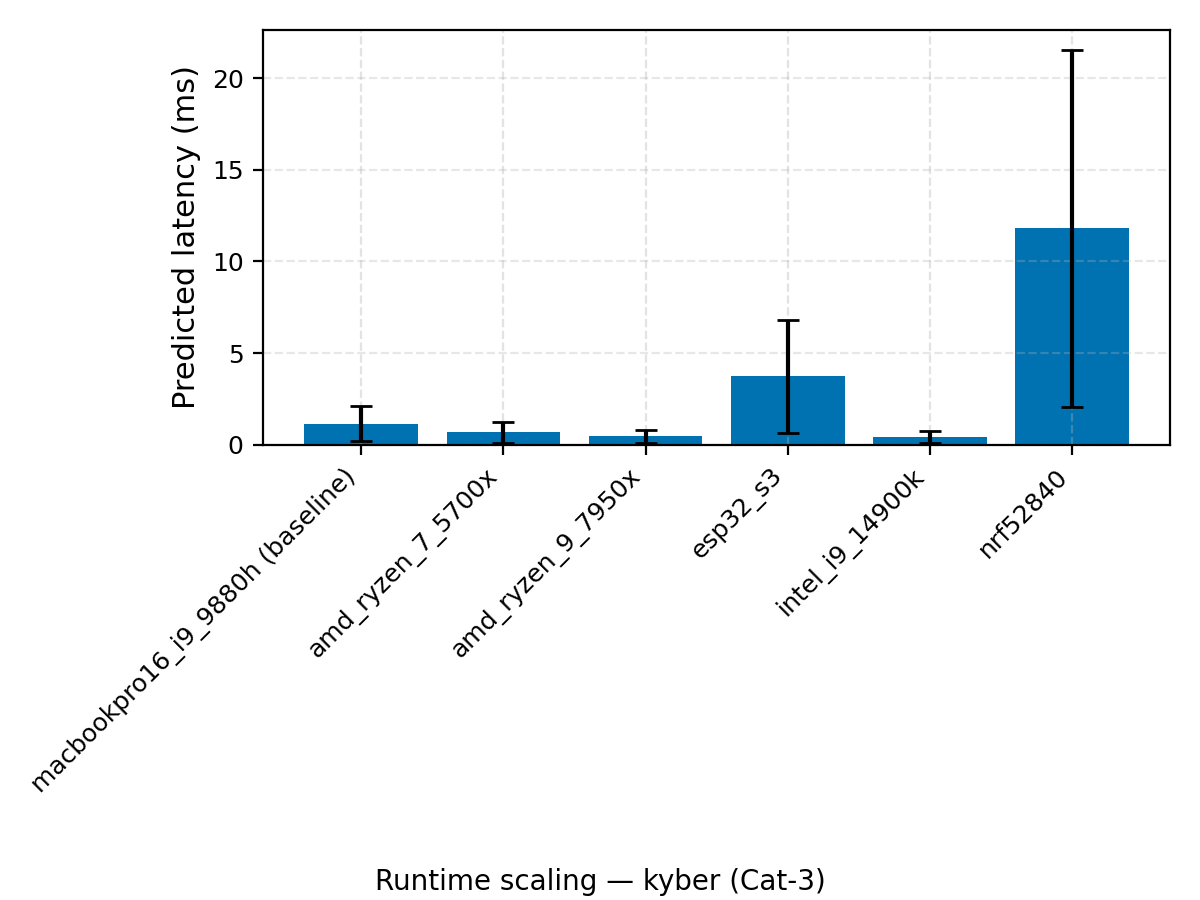 Predicted latency (ms)
20
15
10
5
0
macbookpro16_i9_9880h (baseline)
amd_ryzen_7_5700x
amd_ryzen_9_7950x
esp32_s3
intel_i9_14900k
nrf52840
Runtime scaling — kyber (Cat-3)